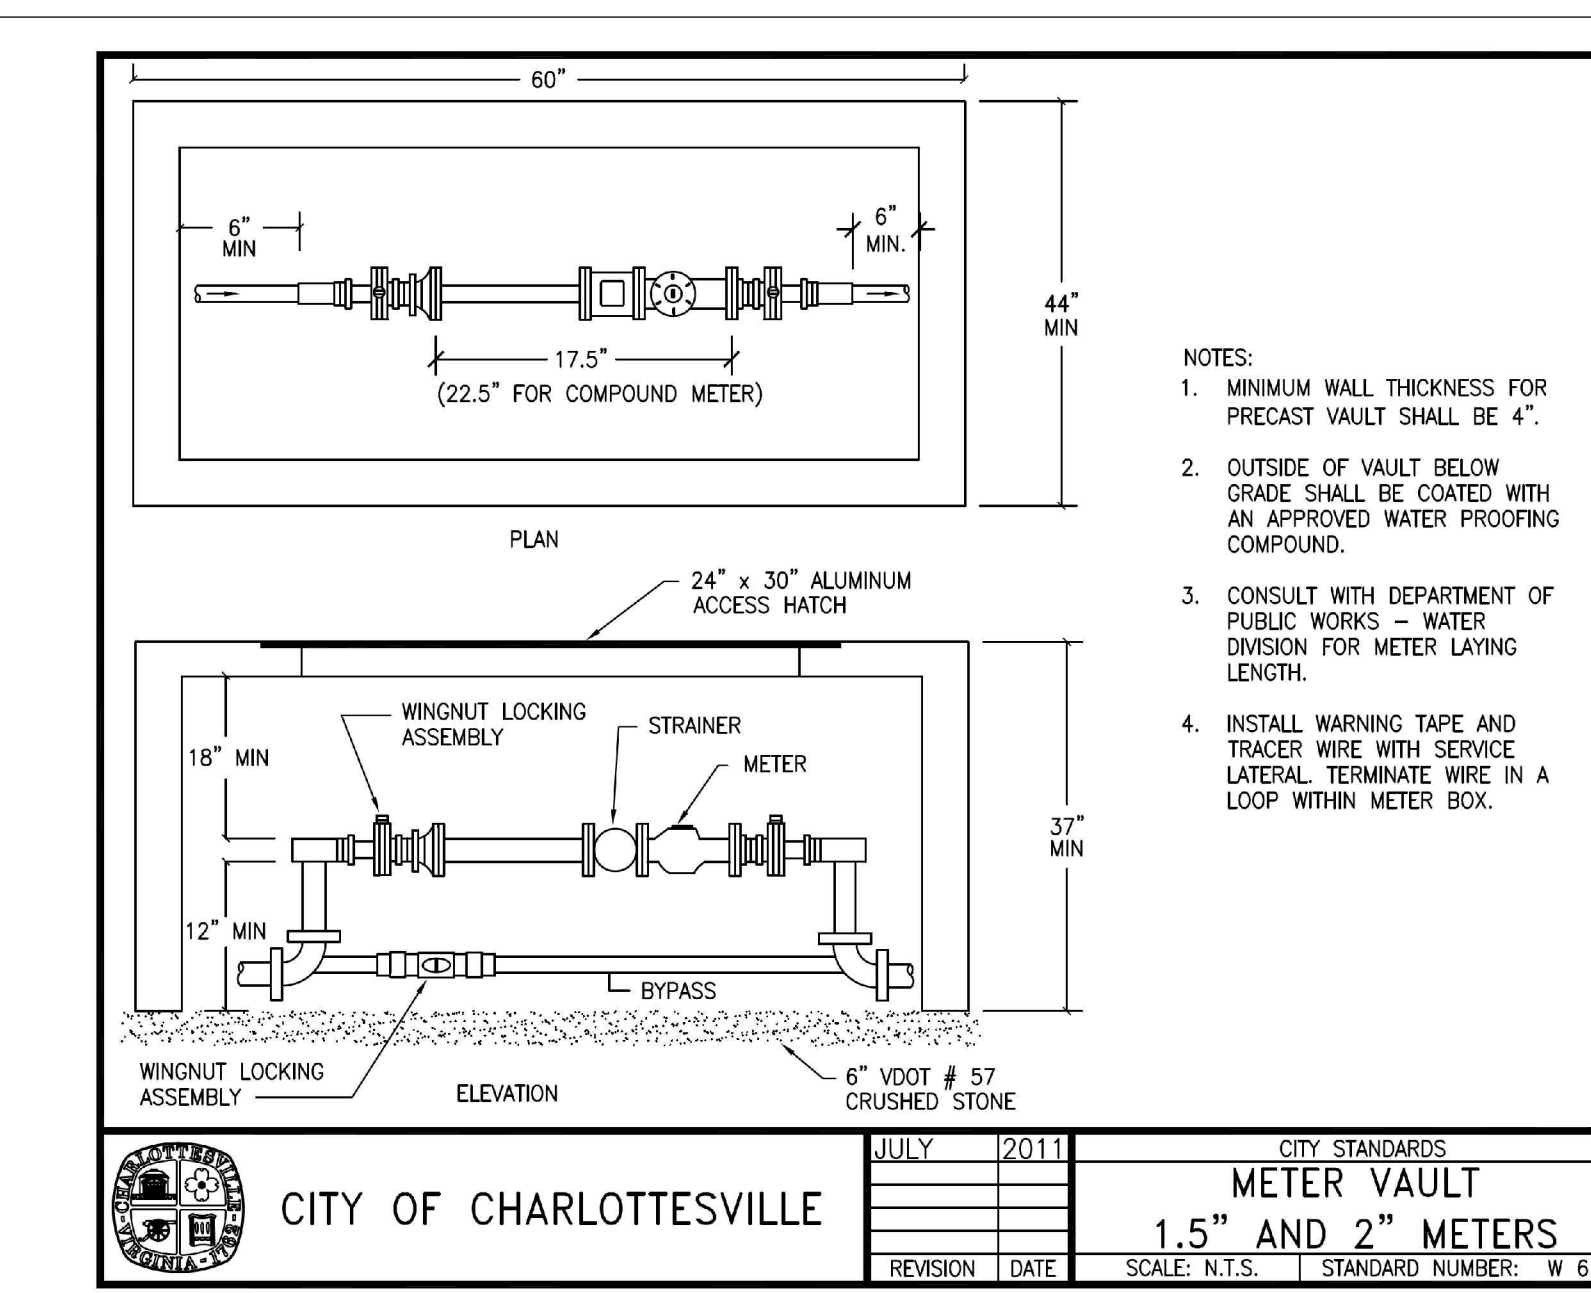 60"
6"
MIN
6"
MIN.
44"
MIN
17.5"
(22.5" FOR COMPOUND METER)
PLAN
NOTES:
1. MINIMUM WALL THICKNESS FOR
PRECAST VAULT SHALL BE 4".
2. OUTSIDE OF VAULT BELOW
GRADE SHALL BE COATED WITH
AN APPROVED WATER PROOFING
COMPOUND.
3. CONSULT WITH DEPARTMENT OF
PUBLIC WORKS – WATER
DIVISION FOR METER LAYING
LENGTH.
4. INSTALL WARNING TAPE AND
TRACER WIRE WITH SERVICE
LATERAL. TERMINATE WIRE IN A
LOOP WITHIN METER BOX.
24" x 30" ALUMINUM
ACCESS HATCH
WINGNUT LOCKING
ASSEMBLY
STRAINER
METER
18" MIN
37"
MIN
12" MIN
BYPASS
WINGNUT LOCKING
ASSEMBLY
ELEVATION
6" VDOT # 57
CRUSHED STONE
CHARLOTTESVILLE-
VIRGINIA-1762
CITY OF CHARLOTTESVILLE
JULY 2011
REVISION DATE
CITY STANDARDS
METER VAULT
1.5" AND 2" METERS
SCALE: N.T.S. STANDARD NUMBER: W 6